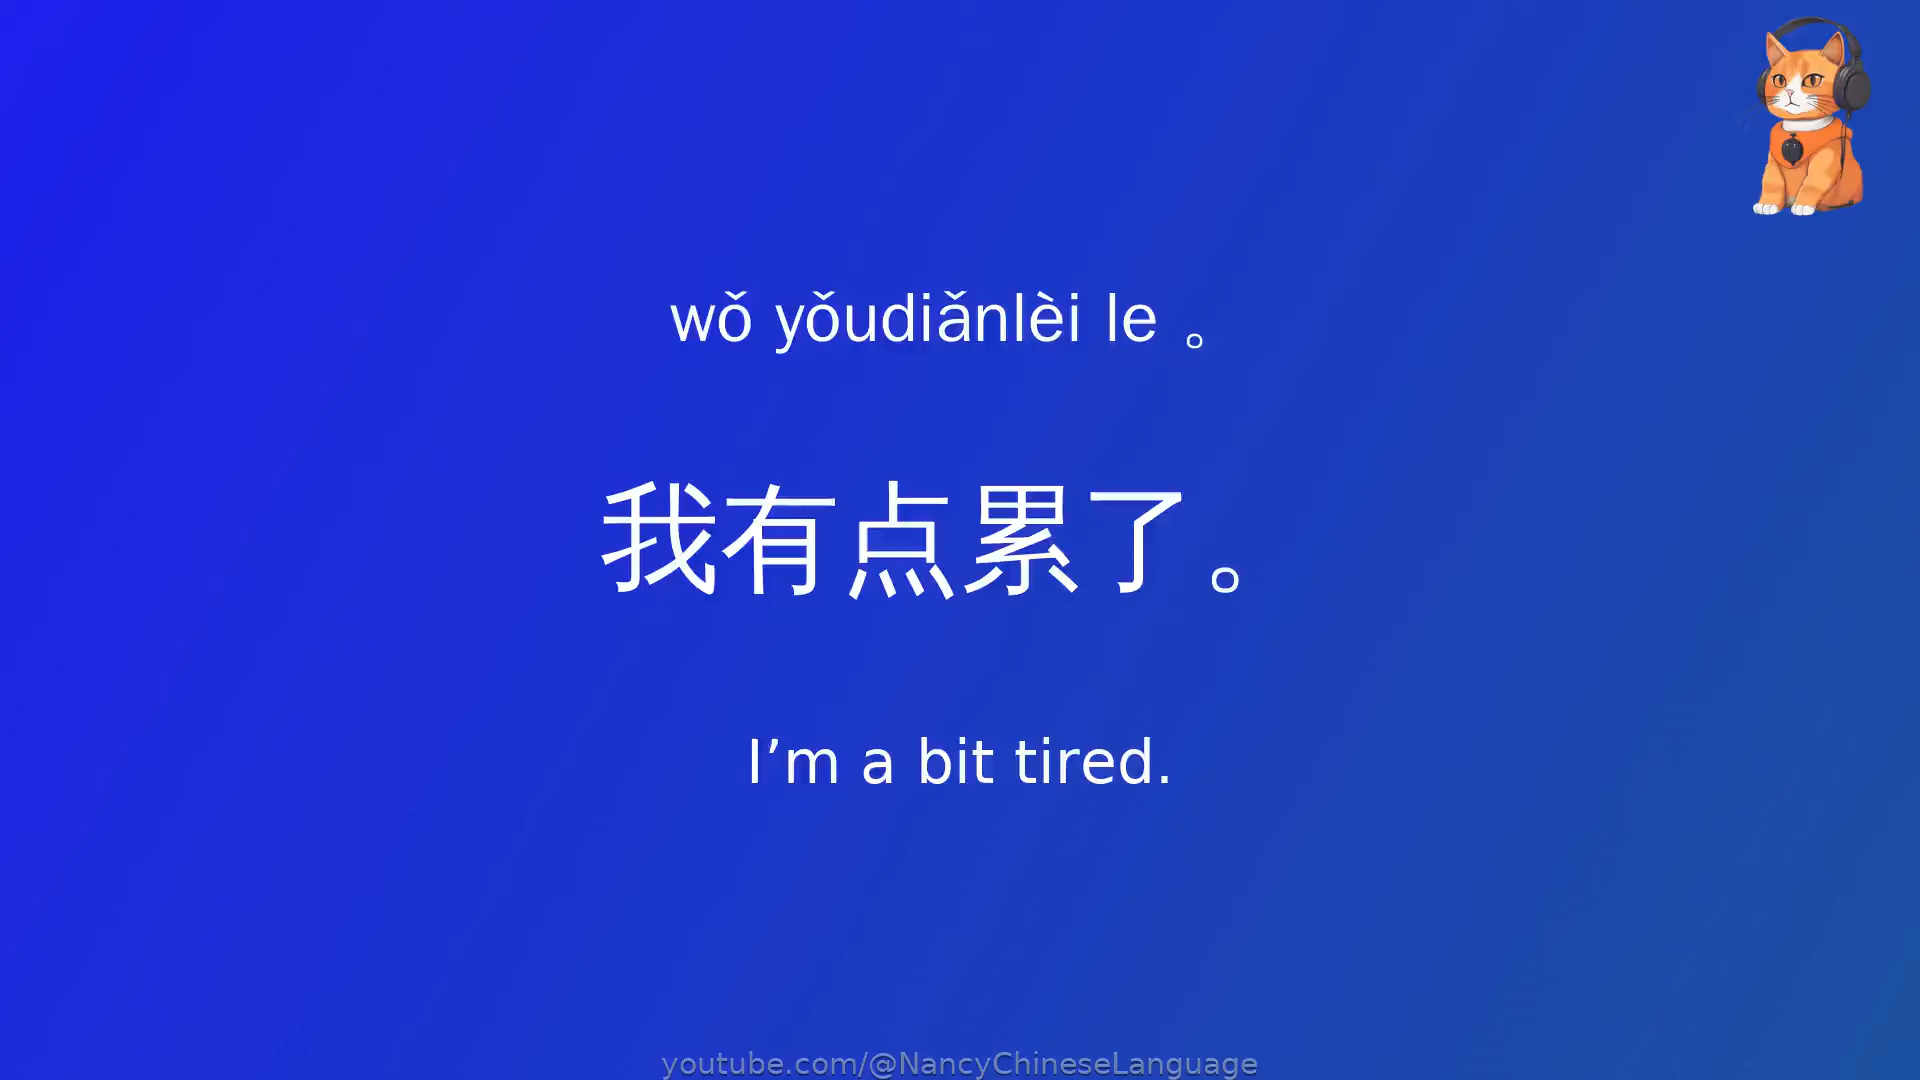 wǒ yǒudiǎnlèi le 。
我有点累了。
I’m a bit tired.
youtube.com/@NancyChineseLanguage